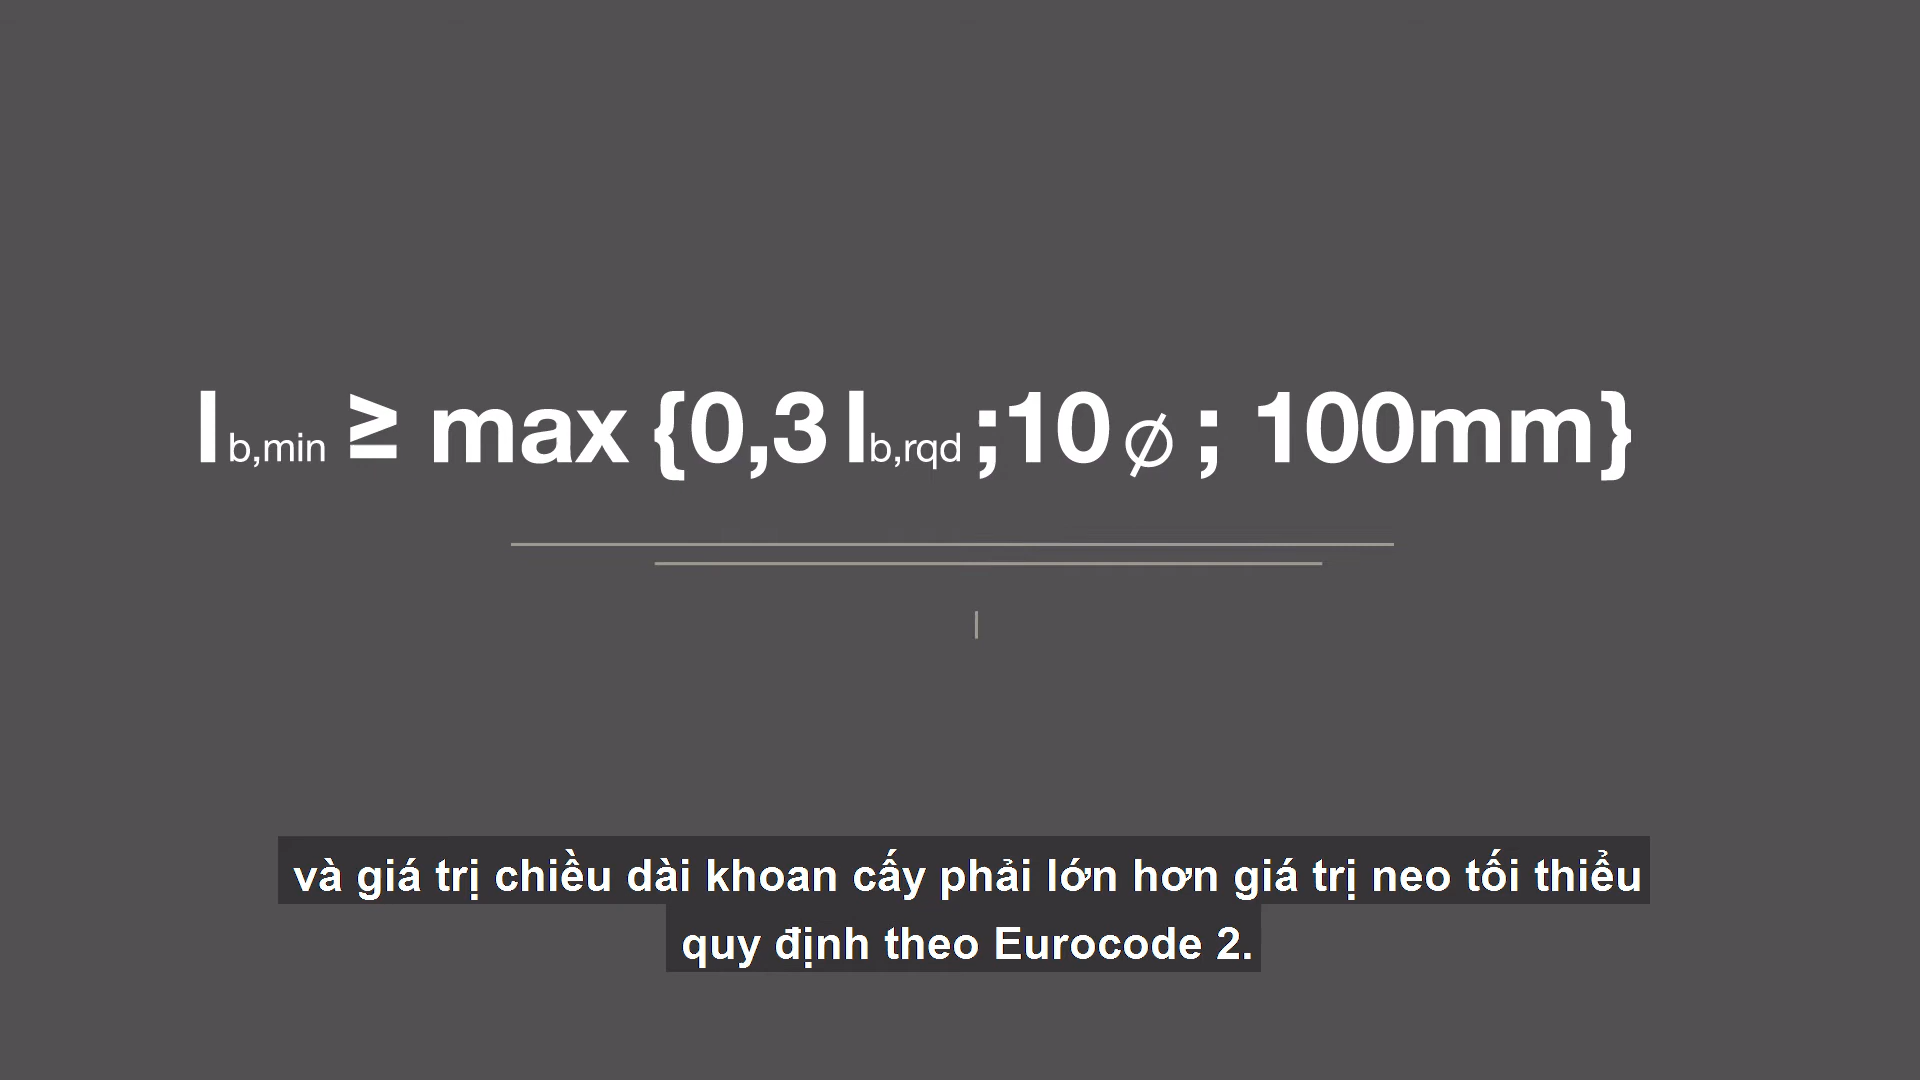 l b,min ≥ max {0,3 lb,rqd ;10 ∅ ; 100mm}
và giá trị chiều dài khoan cấy phải lớn hơn giá trị neo tối thiểu
quy định theo Eurocode 2.